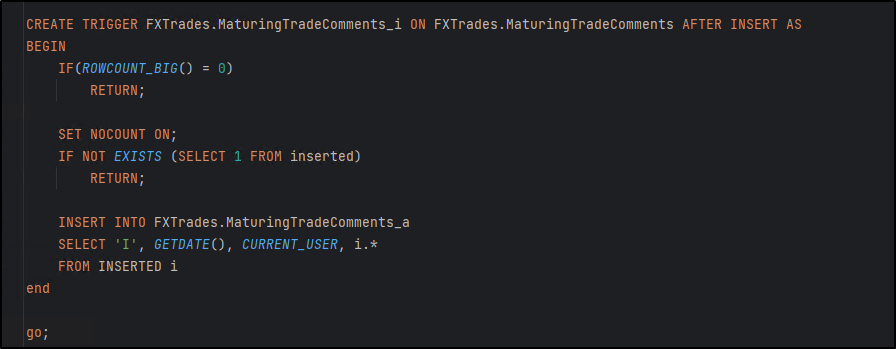 CREATE TRIGGER FXTrades.MaturingTradeComments_i ON FXTrades.MaturingTradeComments AFTER INSERT AS
BEGIN
    IF(ROWCOUNT_BIG() = 0)
        RETURN;

    SET NOCOUNT ON;
    IF NOT EXISTS (SELECT 1 FROM inserted)
        RETURN;

    INSERT INTO FXTrades.MaturingTradeComments_a
    SELECT 'I', GETDATE(), CURRENT_USER, i.*
    FROM INSERTED i
end

go;